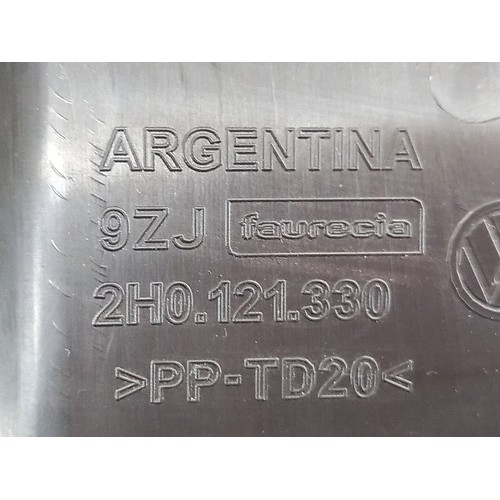 ARGENTINA
9ZJ faurecia
2H0.121.330
>PP-TD20<